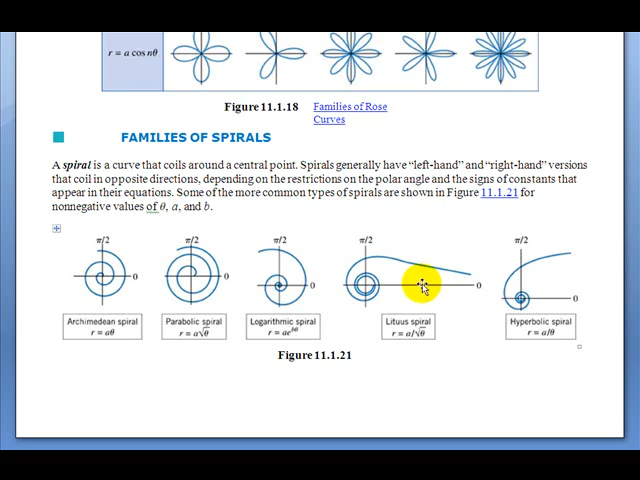 r = a cos nθ
Figure 11.1.18 Families of Rose
Curves
FAMILIES OF SPIRALS
A spiral is a curve that coils around a central point. Spirals generally have “left-hand” and “right-hand” versions
that coil in opposite directions, depending on the restrictions on the polar angle and the signs of constants that
appear in their equations. Some of the more common types of spirals are shown in Figure 11.1.21 for
nonnegative values of θ, a, and b.
π/2 π/2 π/2 π/2 π/2
0 0 0 0 0
Archimedean spiral Parabolic spiral Logarithmic spiral Lituus spiral Hyperbolic spiral
r = aθ r = a√θ r = ae^bθ r = a/√θ r = a/θ
Figure 11.1.21